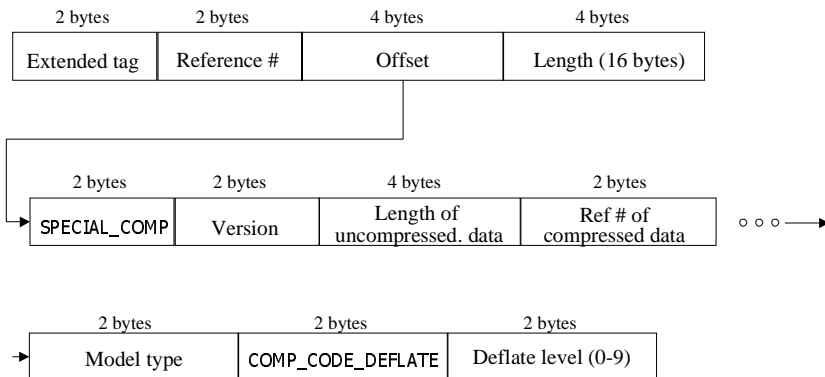 2 bytes 2 bytes 4 bytes 4 bytes
Extended tag Reference # Offset Length (16 bytes)
2 bytes 2 bytes 4 bytes 2 bytes
SPECIAL_COMP Version Length of uncompressed. data Ref # of compressed data
2 bytes 2 bytes 2 bytes
Model type COMP_CODE_DEFLATE Deflate level (0-9)